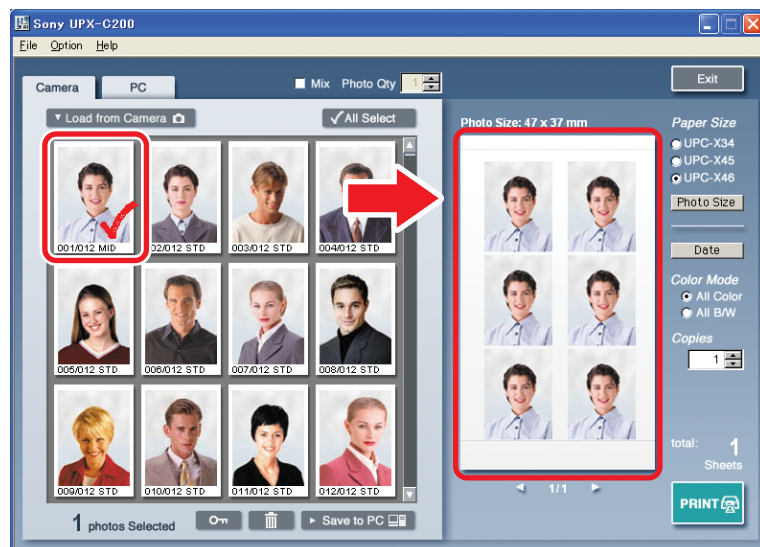 Sony UPX-C200
File Option Help
Camera PC
Mix Photo Qty 1
Exit
Load from Camera
All Select
001/012 MID
002/012 STD
003/012 STD
004/012 STD
005/012 STD
006/012 STD
007/012 STD
008/012 STD
009/012 STD
010/012 STD
011/012 STD
012/012 STD
1 photos Selected
Save to PC
Photo Size: 47 x 37 mm
1/1
Paper Size
UPC-X34
UPC-X45
UPC-X46
Photo Size
Date
Color Mode
All Color
All B/W
Copies
1
total: 1
Sheets
PRINT